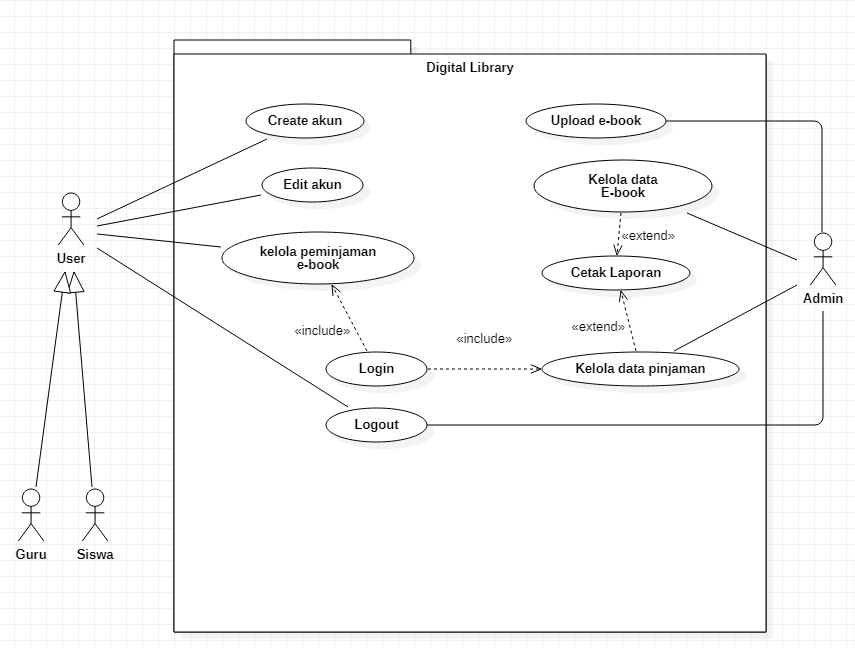 Digital Library
Create akun
Upload e-book
Edit akun
Kelola data
E-book
User
kelola peminjaman
e-book
«extend»
Cetak Laporan
Admin
«include»
«include»
«extend»
Login
Kelola data pinjaman
Logout
Guru
Siswa